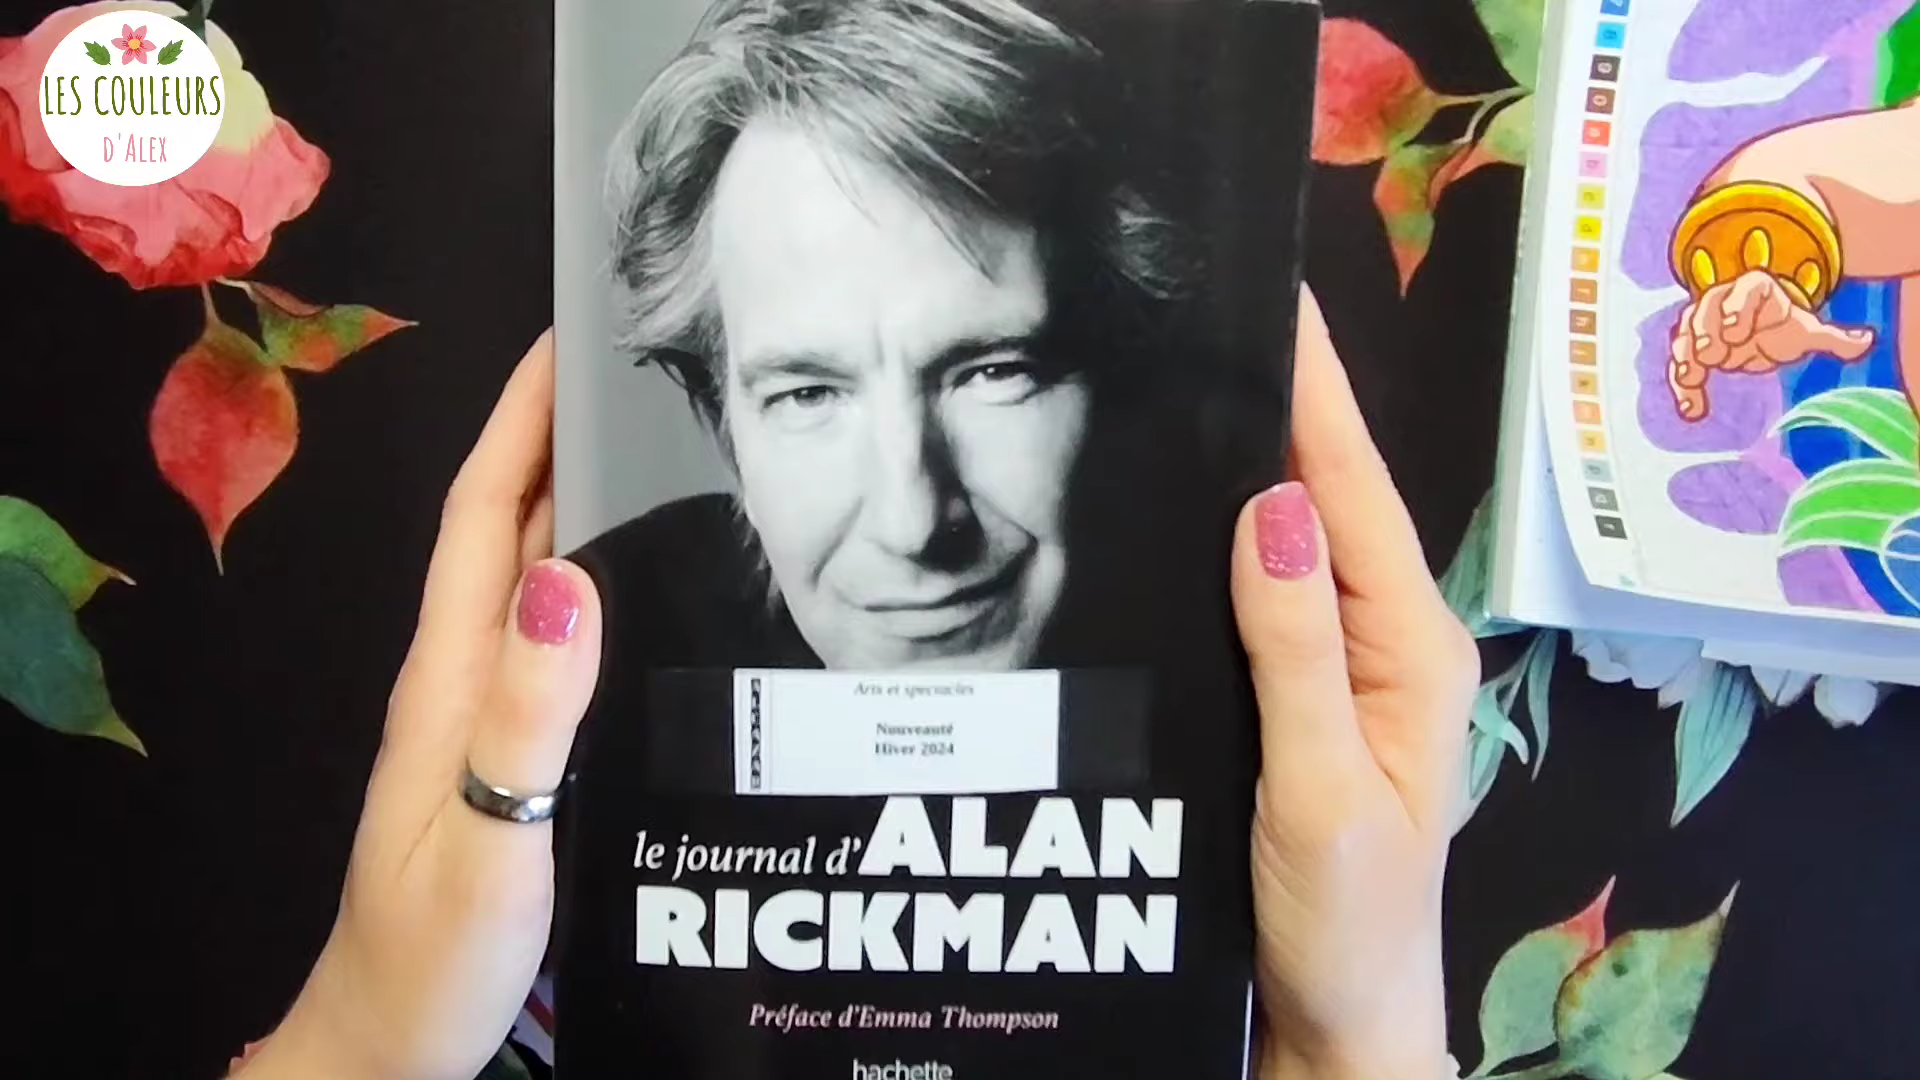 LES COULEURS
d'ALEX
Arts et spectacles
Nouveauté
Hiver 2024
le journal d'ALAN
RICKMAN
Préface d'Emma Thompson
hachette